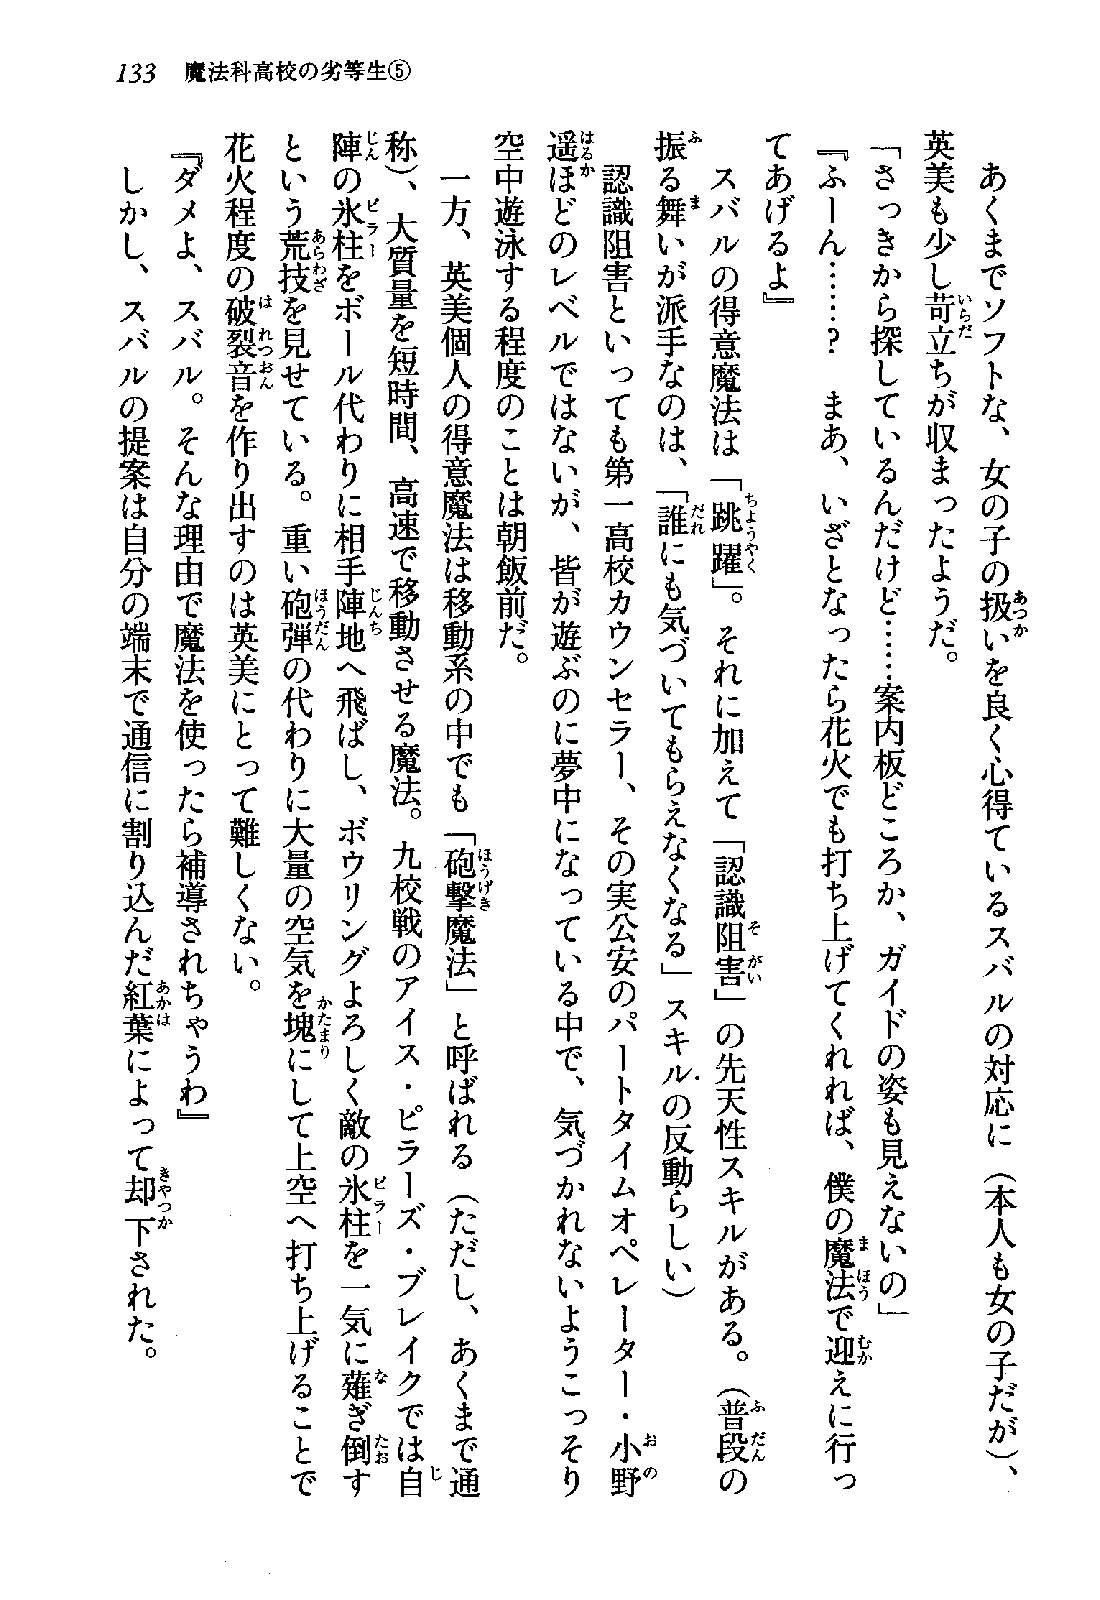 133　魔法科高校の劣等生⑤
　あくまでソフトな、女の子の扱いを良く心得ているスバルの対応に（本人も女の子だが）、
英美も少し苛立ちが収まったようだ。
「さっきから探しているんだけど……案内板どころか、ガイドの姿も見えないの」
『ふーん……？　まあ、いざとなったら花火でも打ち上げてくれれば、僕の魔法で迎えに行っ
てあげるよ』
　スバルの得意魔法は「跳躍」。それに加えて「認識阻害」の先天性スキルがある。（普段の
振る舞いが派手なのは、「誰にも気づいてもらえなくなる」スキルの反動らしい）
　認識阻害といっても第一高校カウンセラー、その実公安のパートタイムオペレーター・小野
遥ほどのレベルではないが、皆が遊ぶのに夢中になっている中で、気づかれないようこっそり
空中遊泳する程度のことは朝飯前だ。
　一方、英美個人の得意魔法は移動系の中でも「砲撃魔法」と呼ばれる（ただし、あくまで通
称）、大質量を短時間、高速で移動させる魔法。九校戦のアイス・ピラーズ・ブレイクでは自
陣の氷柱をボール代わりに相手陣地へ飛ばし、ボウリングよろしく敵の氷柱を一気に薙ぎ倒す
という荒技を見せている。重い砲弾の代わりに大量の空気を塊にして上空へ打ち上げることで
花火程度の破裂音を作り出すのは英美にとって難しくない。
『ダメよ、スバル。そんな理由で魔法を使ったら補導されちゃうわ』
　しかし、スバルの提案は自分の端末で通信に割り込んだ紅葉によって却下された。